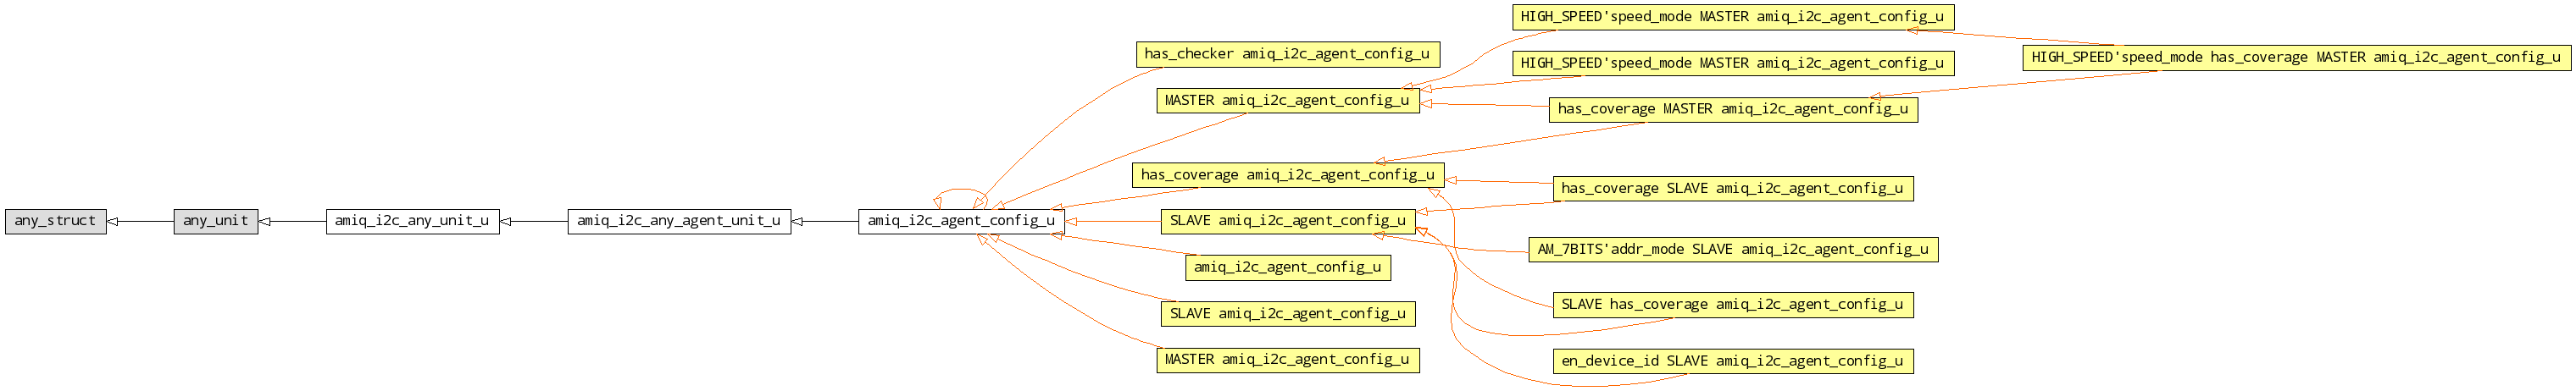 any_struct
any_unit
amiq_i2c_any_unit_u
amiq_i2c_any_agent_unit_u
amiq_i2c_agent_config_u
has_checker amiq_i2c_agent_config_u
MASTER amiq_i2c_agent_config_u
has_coverage amiq_i2c_agent_config_u
SLAVE amiq_i2c_agent_config_u
amiq_i2c_agent_config_u
SLAVE amiq_i2c_agent_config_u
MASTER amiq_i2c_agent_config_u
HIGH_SPEED'speed_mode MASTER amiq_i2c_agent_config_u
HIGH_SPEED'speed_mode MASTER amiq_i2c_agent_config_u
has_coverage MASTER amiq_i2c_agent_config_u
has_coverage SLAVE amiq_i2c_agent_config_u
AM_7BITS'addr_mode SLAVE amiq_i2c_agent_config_u
SLAVE has_coverage amiq_i2c_agent_config_u
en_device_id SLAVE amiq_i2c_agent_config_u
HIGH_SPEED'speed_mode has_coverage MASTER amiq_i2c_agent_config_u